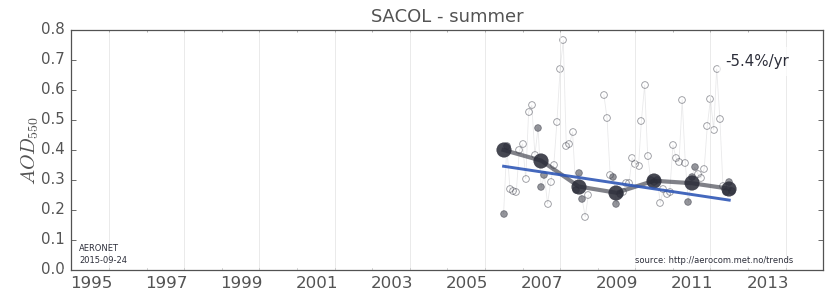 SACOL - summer
0.8
0.7
0.6
0.5
0.4
0.3
0.2
0.1
0.0
AOD550
-5.4%/yr
AERONET
2015-09-24
source: http://aerocom.met.no/trends
1995 1997 1999 2001 2003 2005 2007 2009 2011 2013